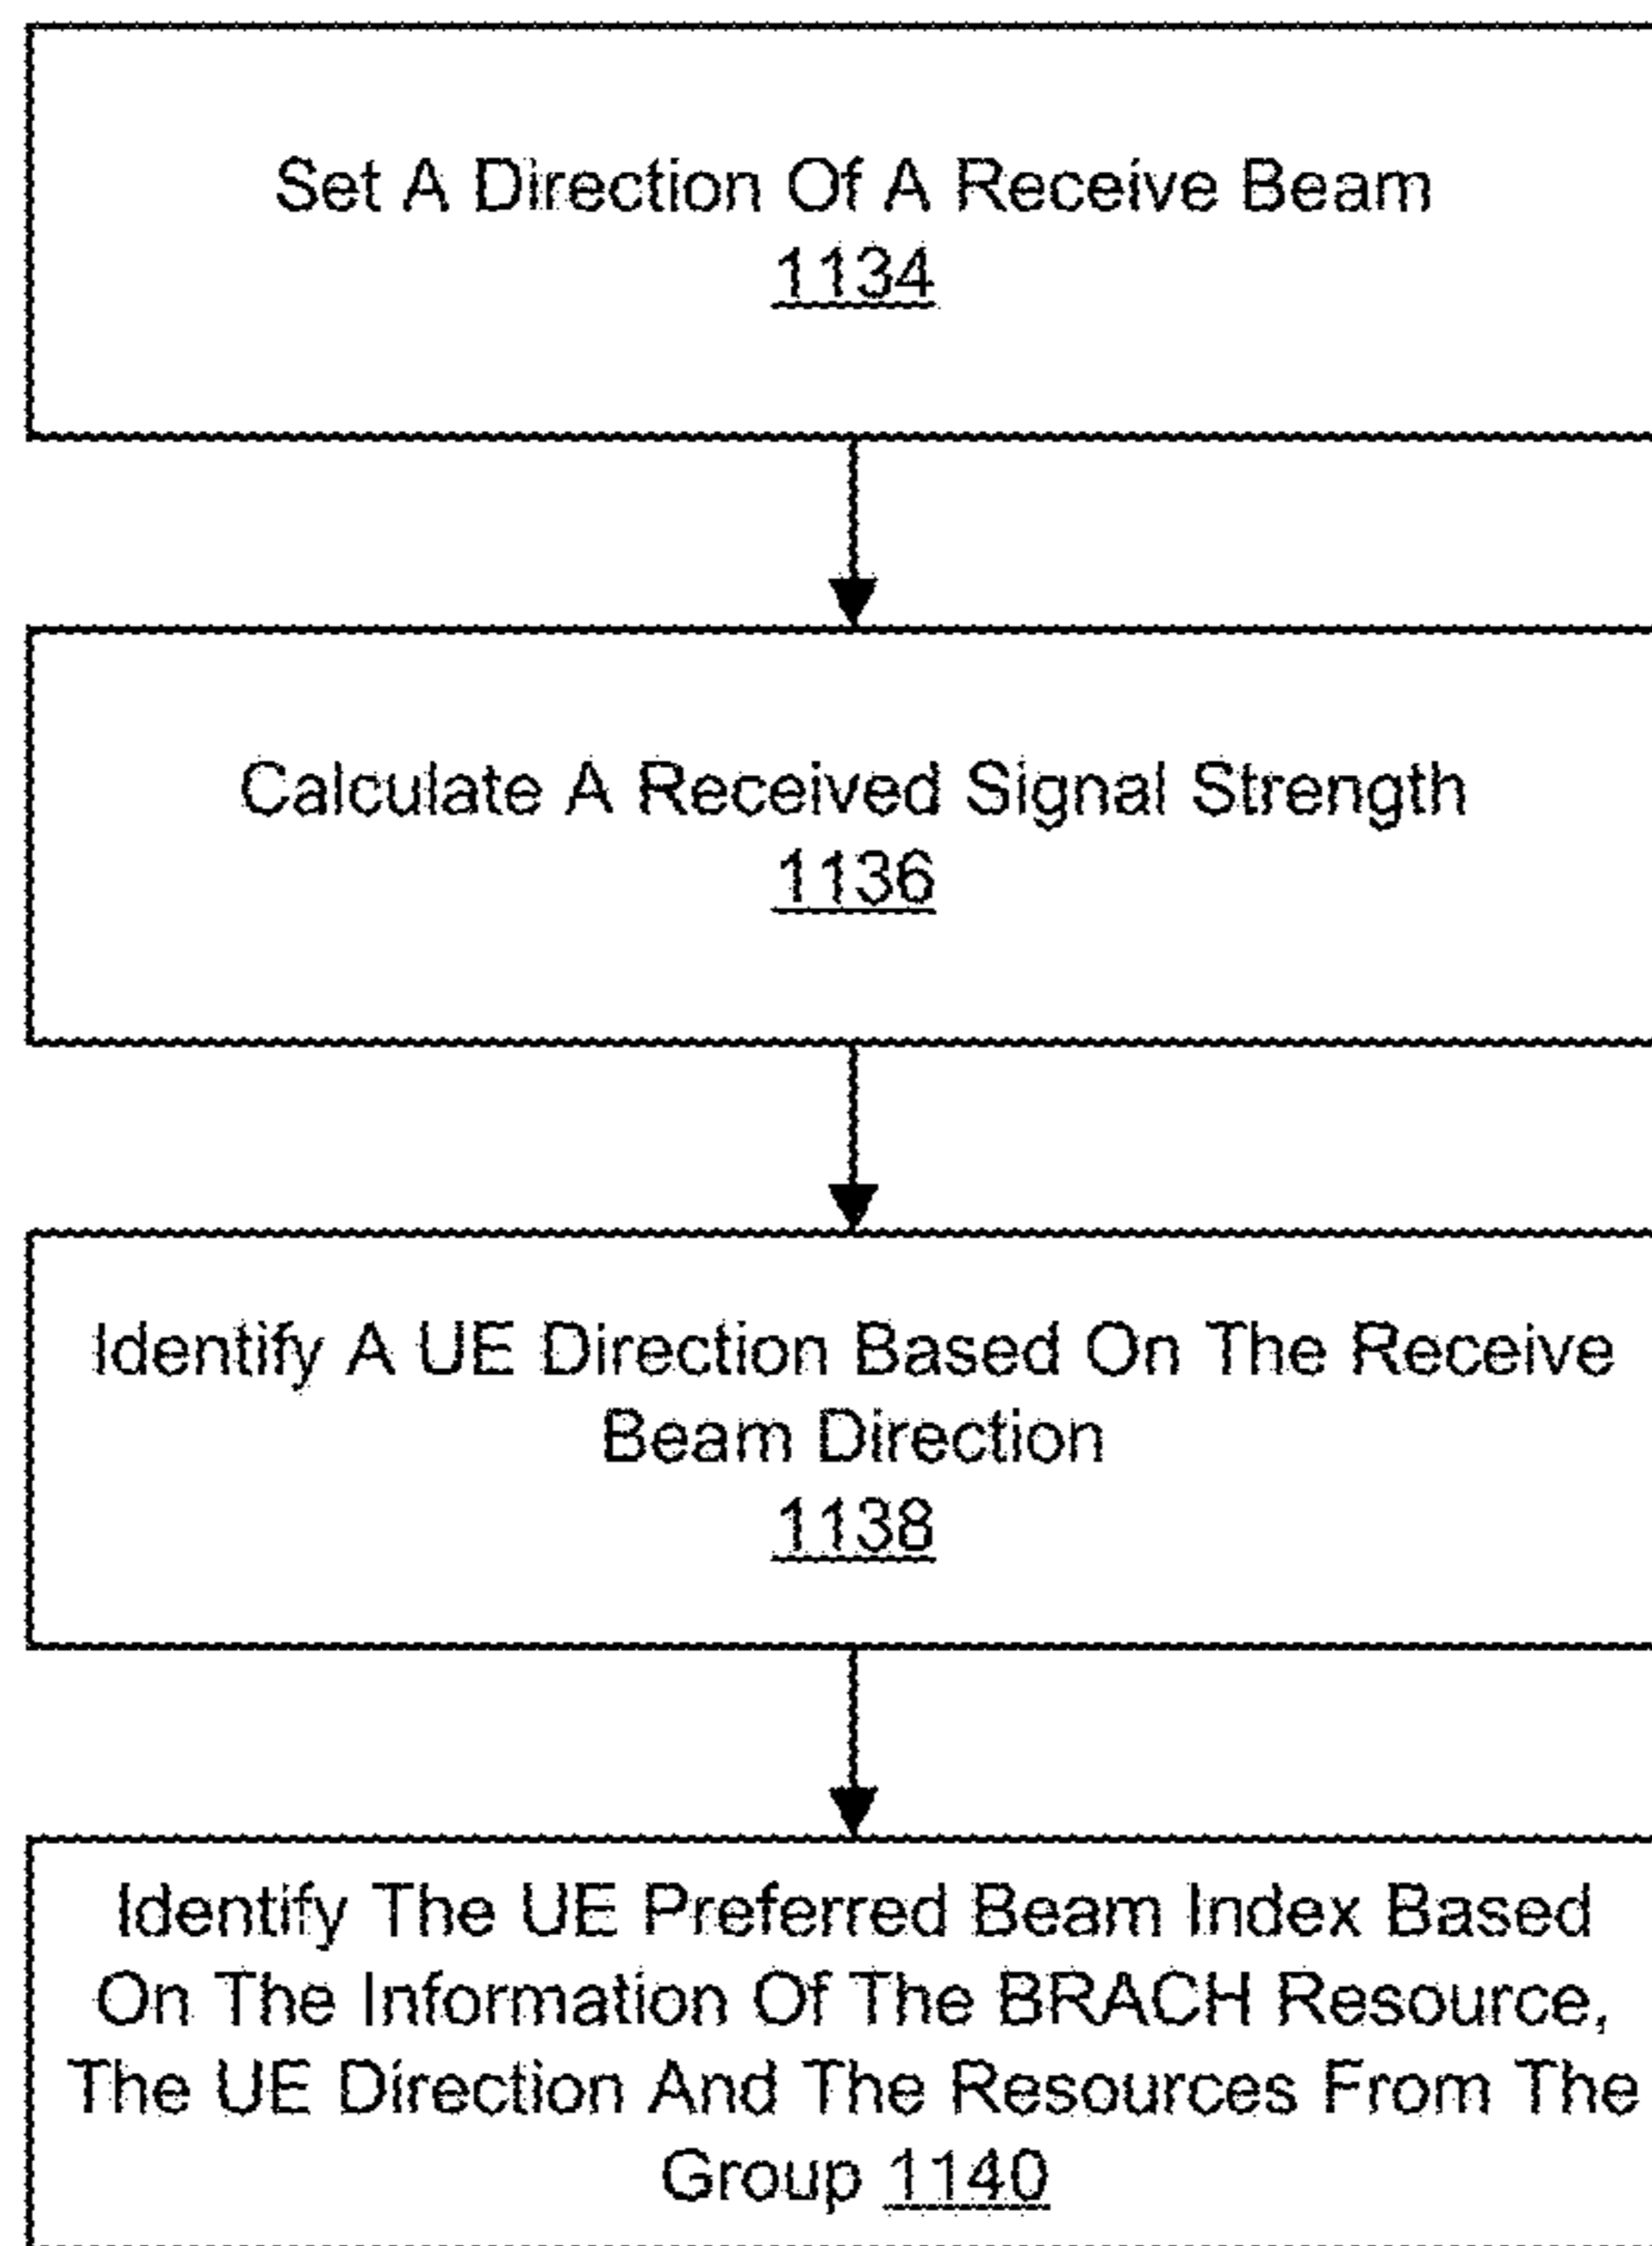 Set A Direction Of A Receive Beam
1134
Calculate A Received Signal Strength
1136
Identify A UE Direction Based On The Receive
Beam Direction
1138
Identify The UE Preferred Beam Index Based
On The Information Of The BRACH Resource,
The UE Direction And The Resources From The
Group 1140